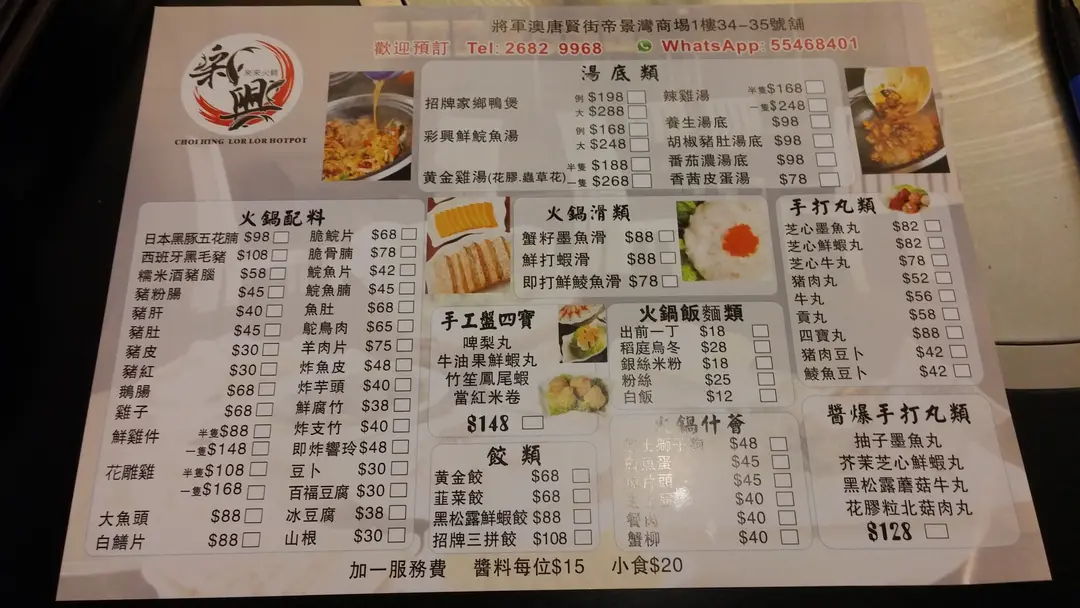 將軍澳唐賢街帝景灣商埸1樓34-35號舖
歡迎預訂 Tel: 2682 9968 WhatsApp: 55468401
彩興
來來火鍋
CHOI HING LOR LOR HOTPOT
湯底類
招牌家鄉鴨煲 例 $198
大 $288
彩興鮮鯇魚湯 例 $168
大 $248
黃金雞湯(花膠.蟲草花) 半隻 $188
一隻 $268
辣雞湯 半隻 $168
一隻 $248
養生湯底 $98
胡椒豬肚湯底 $98
番茄濃湯底 $98
香茜皮蛋湯 $78
火鍋配料
日本黑豚五花腩 $98
西班牙黑毛豬 $108
糯米酒豬腦 $58
豬粉腸 $45
豬肝 $40
豬肚 $45
豬皮 $30
豬紅 $30
鵝腸 $68
雞子 $68
鮮雞件 半隻 $88
一隻 $148
花雕雞 半隻 $108
一隻 $168
大魚頭 $88
白鱔片 $88
脆鯇片 $68
脆骨腩 $78
鯇魚片 $42
鯇魚腩 $45
魚肚 $68
鴕鳥肉 $65
羊肉片 $75
炸魚皮 $48
炸芋頭 $40
鮮腐竹 $38
炸支竹 $40
即炸響玲 $48
豆卜 $30
百福豆腐 $30
冰豆腐 $38
山根 $30
火鍋滑類
蟹籽墨魚滑 $88
鮮打蝦滑 $88
即打鮮鯪魚滑 $78
手工盤四寶
啤梨丸
牛油果鮮蝦丸
竹笙鳳尾蝦
當紅米卷
$148
餃類
黃金餃 $68
韮菜餃 $68
黑松露鮮蝦餃 $88
招牌三拼餃 $108
火鍋飯麵類
出前一丁 $18
稻庭烏冬 $28
銀絲米粉 $18
粉絲 $25
白飯 $12
火鍋什薈
$48
$45
$45
$40
餐肉 $40
蟹柳 $40
手打丸類
芝心墨魚丸 $82
芝心鮮蝦丸 $82
芝心牛丸 $78
豬肉丸 $52
牛丸 $56
貢丸 $58
四寶丸 $88
豬肉豆卜 $42
鯪魚豆卜 $42
醬爆手打丸類
柚子墨魚丸
芥茉芝心鮮蝦丸
黑松露蘑菇牛丸
花膠粒北菇肉丸
$128
加一服務費 醬料每位$15 小食$20